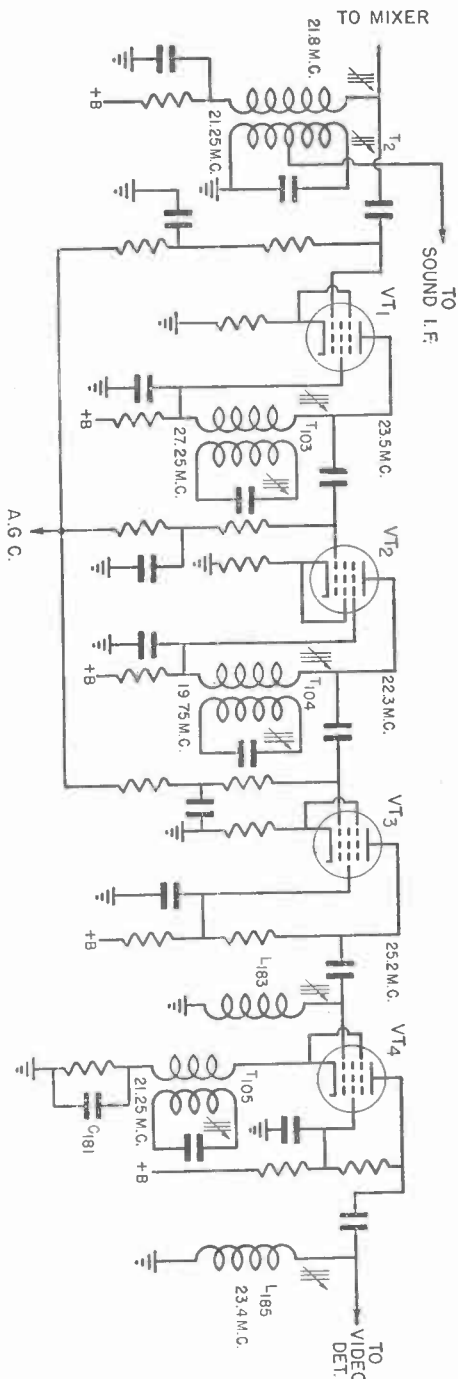 TO MIXER
21.8 M.C.
+B
21.25 M.C.
T2
TO
SOUND I.F.
VT1
+B
27.25 M.C.
T103
23.5 M.C.
A.G.C.
VT2
+B
19 75 M.C.
T104
22.3 M.C.
VT3
+B
25.2 M.C.
L183
VT4
C181
21.25 M.C.
T105
+B
L185
23.4 M.C.
TO
VIDEO
DET.